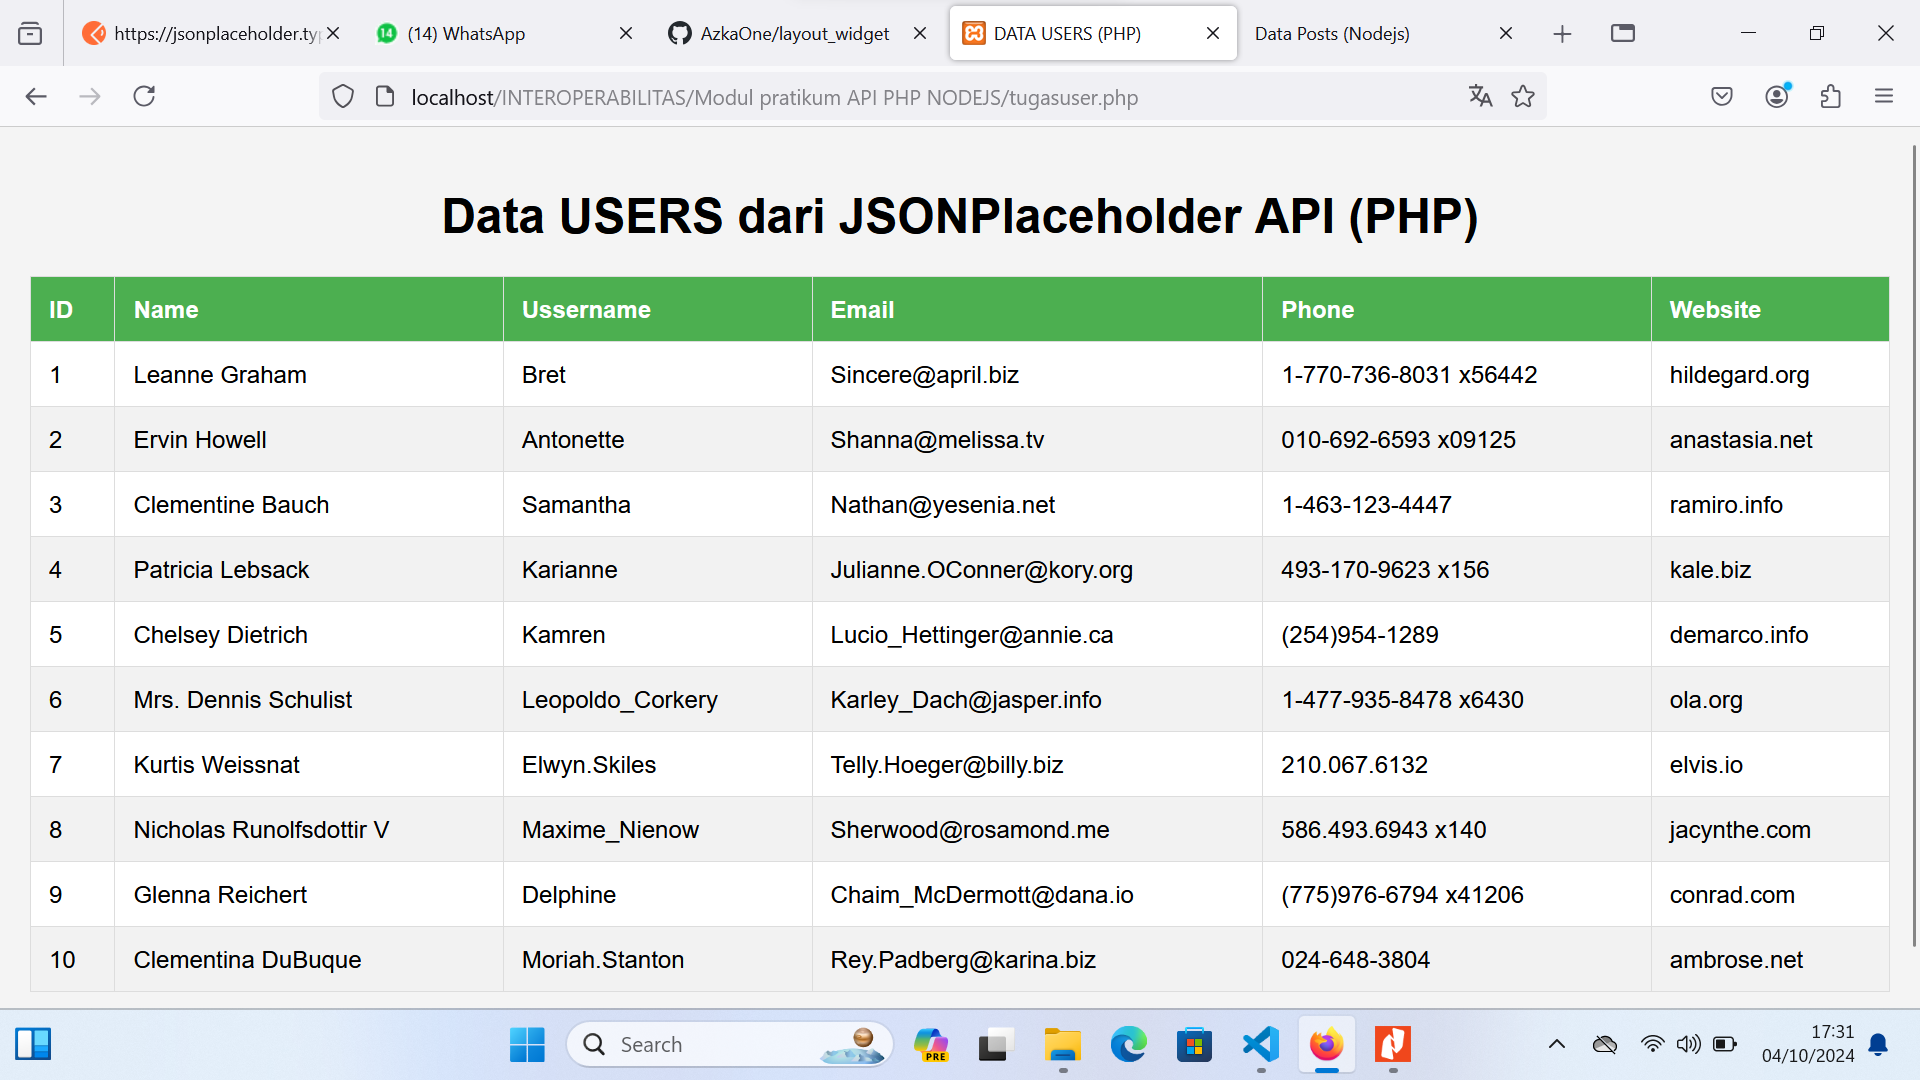 https://jsonplaceholder.typ
14 (14) WhatsApp
AzkaOne/layout_widget
DATA USERS (PHP)
Data Posts (Nodejs)
localhost/INTEROPERABILITAS/Modul pratikum API PHP NODEJS/tugasuser.php
Data USERS dari JSONPlaceholder API (PHP)
ID Name Ussername Email Phone Website
1 Leanne Graham Bret Sincere@april.biz 1-770-736-8031 x56442 hildegard.org
2 Ervin Howell Antonette Shanna@melissa.tv 010-692-6593 x09125 anastasia.net
3 Clementine Bauch Samantha Nathan@yesenia.net 1-463-123-4447 ramiro.info
4 Patricia Lebsack Karianne Julianne.OConner@kory.org 493-170-9623 x156 kale.biz
5 Chelsey Dietrich Kamren Lucio_Hettinger@annie.ca (254)954-1289 demarco.info
6 Mrs. Dennis Schulist Leopoldo_Corkery Karley_Dach@jasper.info 1-477-935-8478 x6430 ola.org
7 Kurtis Weissnat Elwyn.Skiles Telly.Hoeger@billy.biz 210.067.6132 elvis.io
8 Nicholas Runolfsdottir V Maxime_Nienow Sherwood@rosamond.me 586.493.6943 x140 jacynthe.com
9 Glenna Reichert Delphine Chaim_McDermott@dana.io (775)976-6794 x41206 conrad.com
10 Clementina DuBuque Moriah.Stanton Rey.Padberg@karina.biz 024-648-3804 ambrose.net
Search
PRE
17:31
04/10/2024